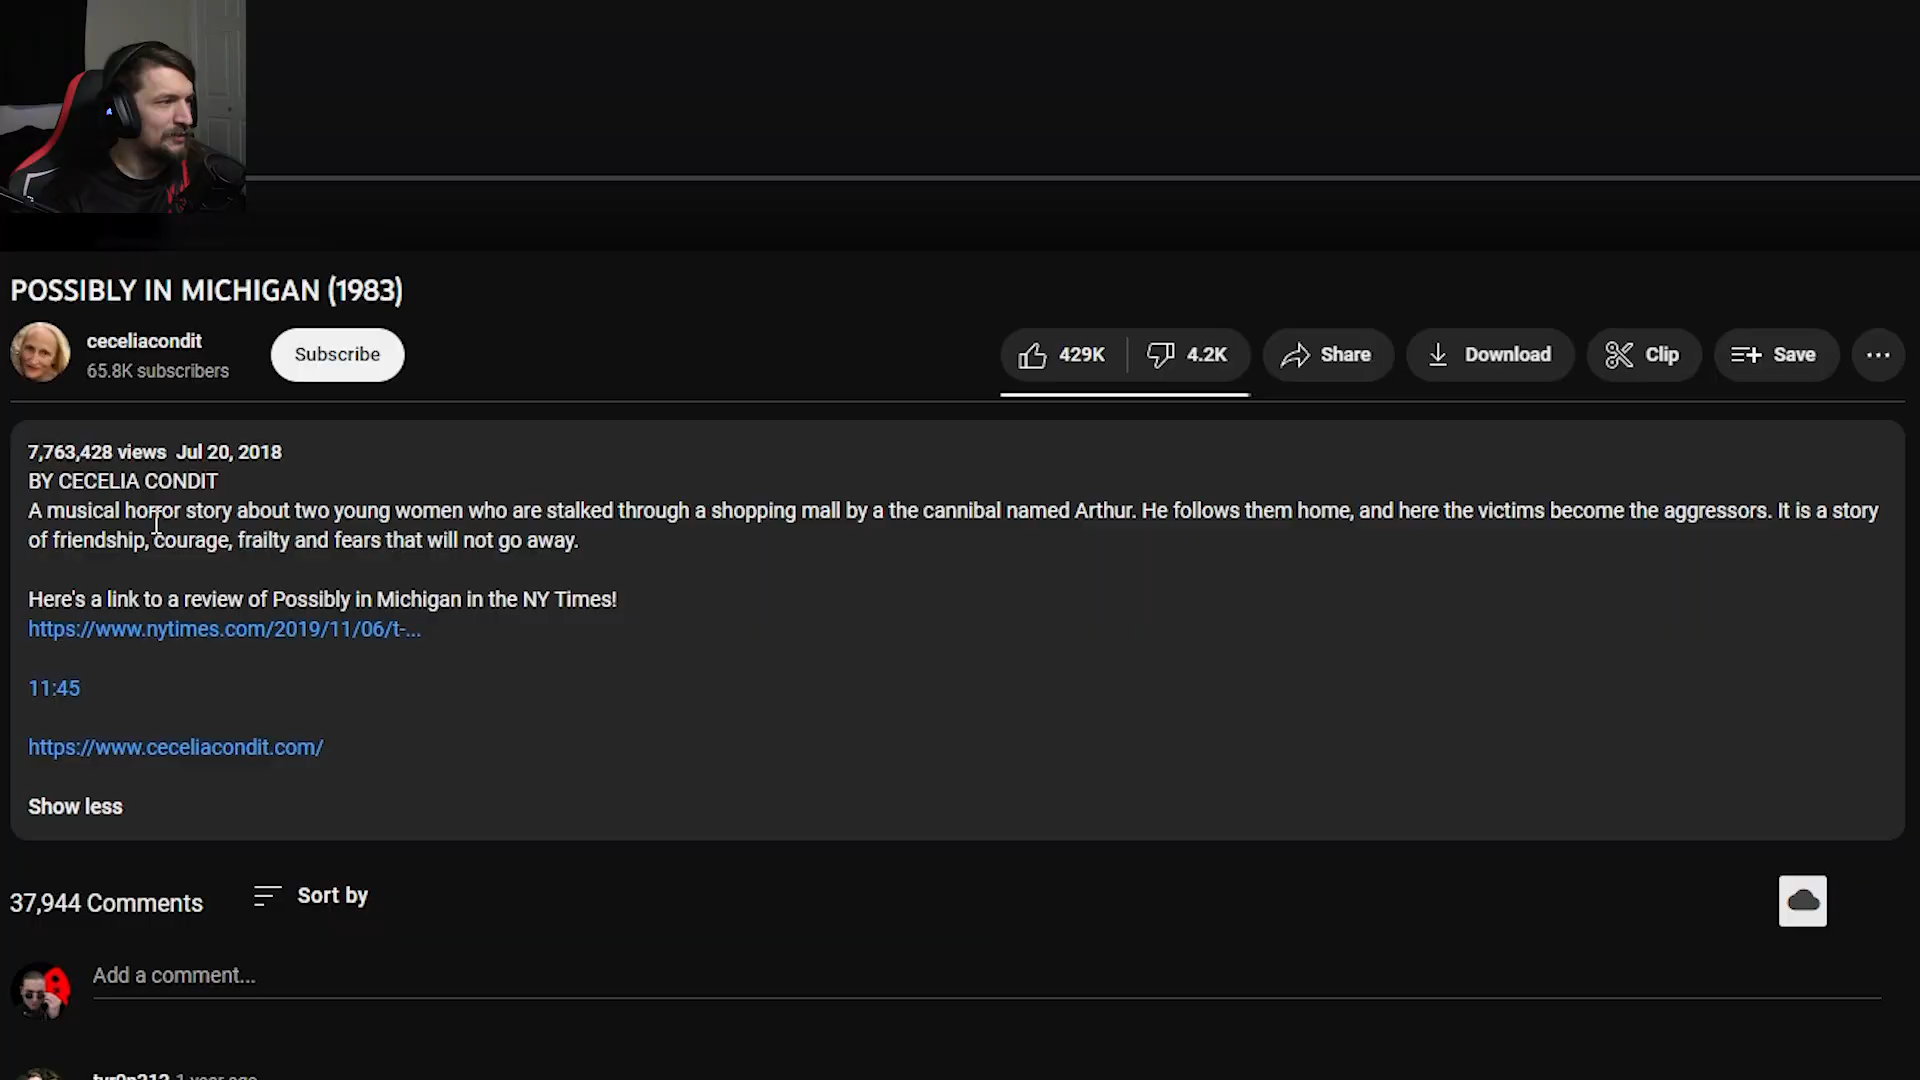 POSSIBLY IN MICHIGAN (1983)
ceceliacondit
65.8K subscribers
Subscribe
429K
4.2K
Share
Download
Clip
Save
7,763,428 views Jul 20, 2018
BY CECELIA CONDIT
A musical horror story about two young women who are stalked through a shopping mall by a the cannibal named Arthur. He follows them home, and here the victims become the aggressors. It is a story
of friendship, courage, frailty and fears that will not go away.
Here's a link to a review of Possibly in Michigan in the NY Times!
https://www.nytimes.com/2019/11/06/t-...
11:45
https://www.ceceliacondit.com/
Show less
37,944 Comments
Sort by
Add a comment...
1 year ago